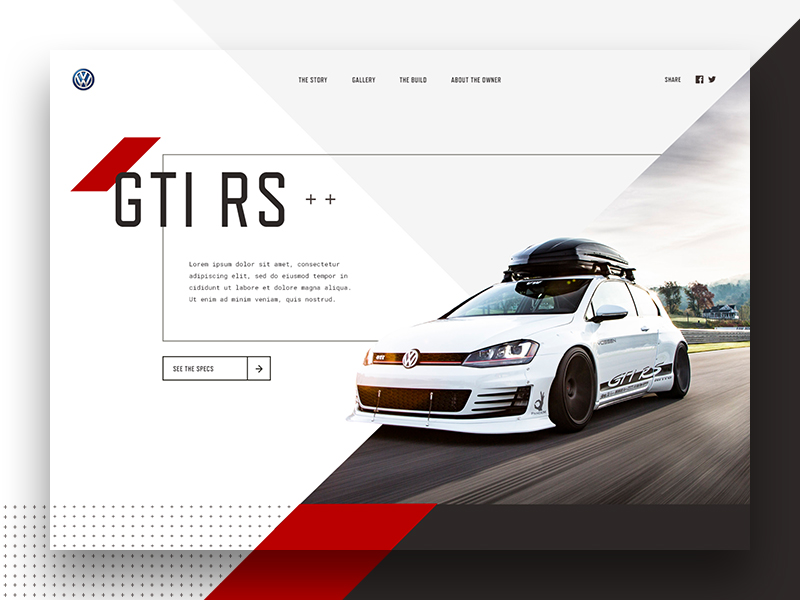 THE STORY GALLERY THE BUILD ABOUT THE OWNER SHARE
GTI RS ++
Lorem ipsum dolor sit amet, consectetur
adipiscing elit, sed do eiusmod tempor in
cididunt ut labore et dolore magna aliqua.
Ut enim ad minim veniam, quis nostrud.
SEE THE SPECS
GTI
GTI RS